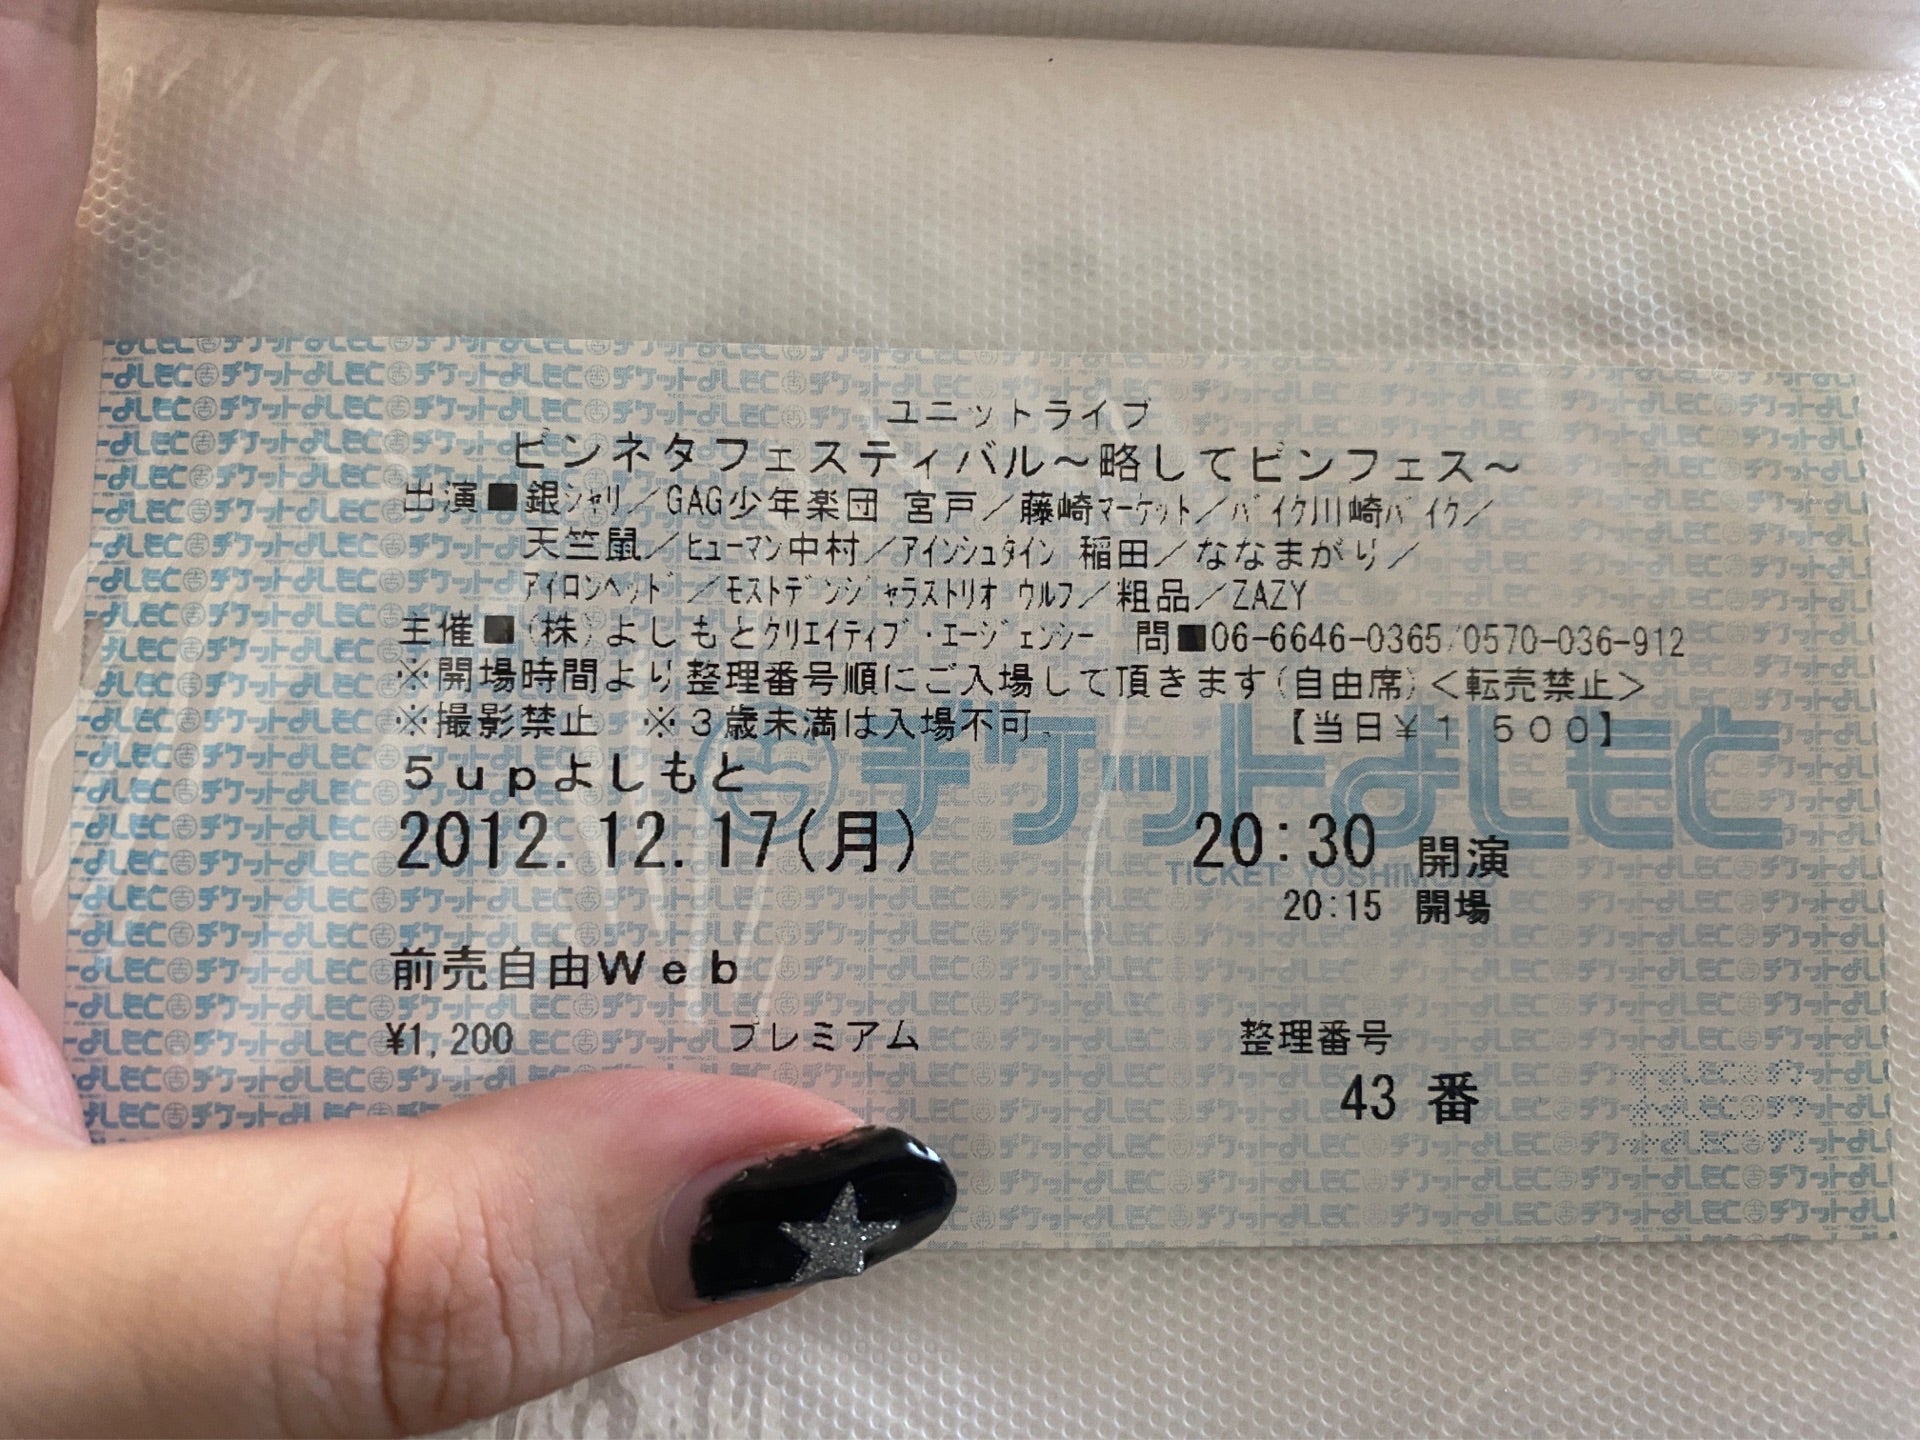 ユニットライブ
ピンネタフェスティバル～略してピンフェス～
出演■銀シャリ／GAG少年楽団 宮戸／藤崎マーケット／バイク川崎バイク／
天竺鼠／ヒューマン中村／アインシュタイン 稲田／ななまがり／
アイロンヘッド／モストデンジャラストリオ ウルフ／粗品／ZAZY
主催■(株)よしもとクリエイティブ・エージェンシー 問■06-6646-0365/0570-036-912
※開場時間より整理番号順にご入場して頂きます(自由席)＜転売禁止＞
※撮影禁止 ※３歳未満は入場不可、 【当日￥１,５００】
チケットよしもと
TICKET YOSHIMOTO
５ｕｐよしもと
2012.12.17(月) 20:30 開演
20:15 開場
前売自由Ｗｅｂ
¥1,200 プレミアム 整理番号
43 番